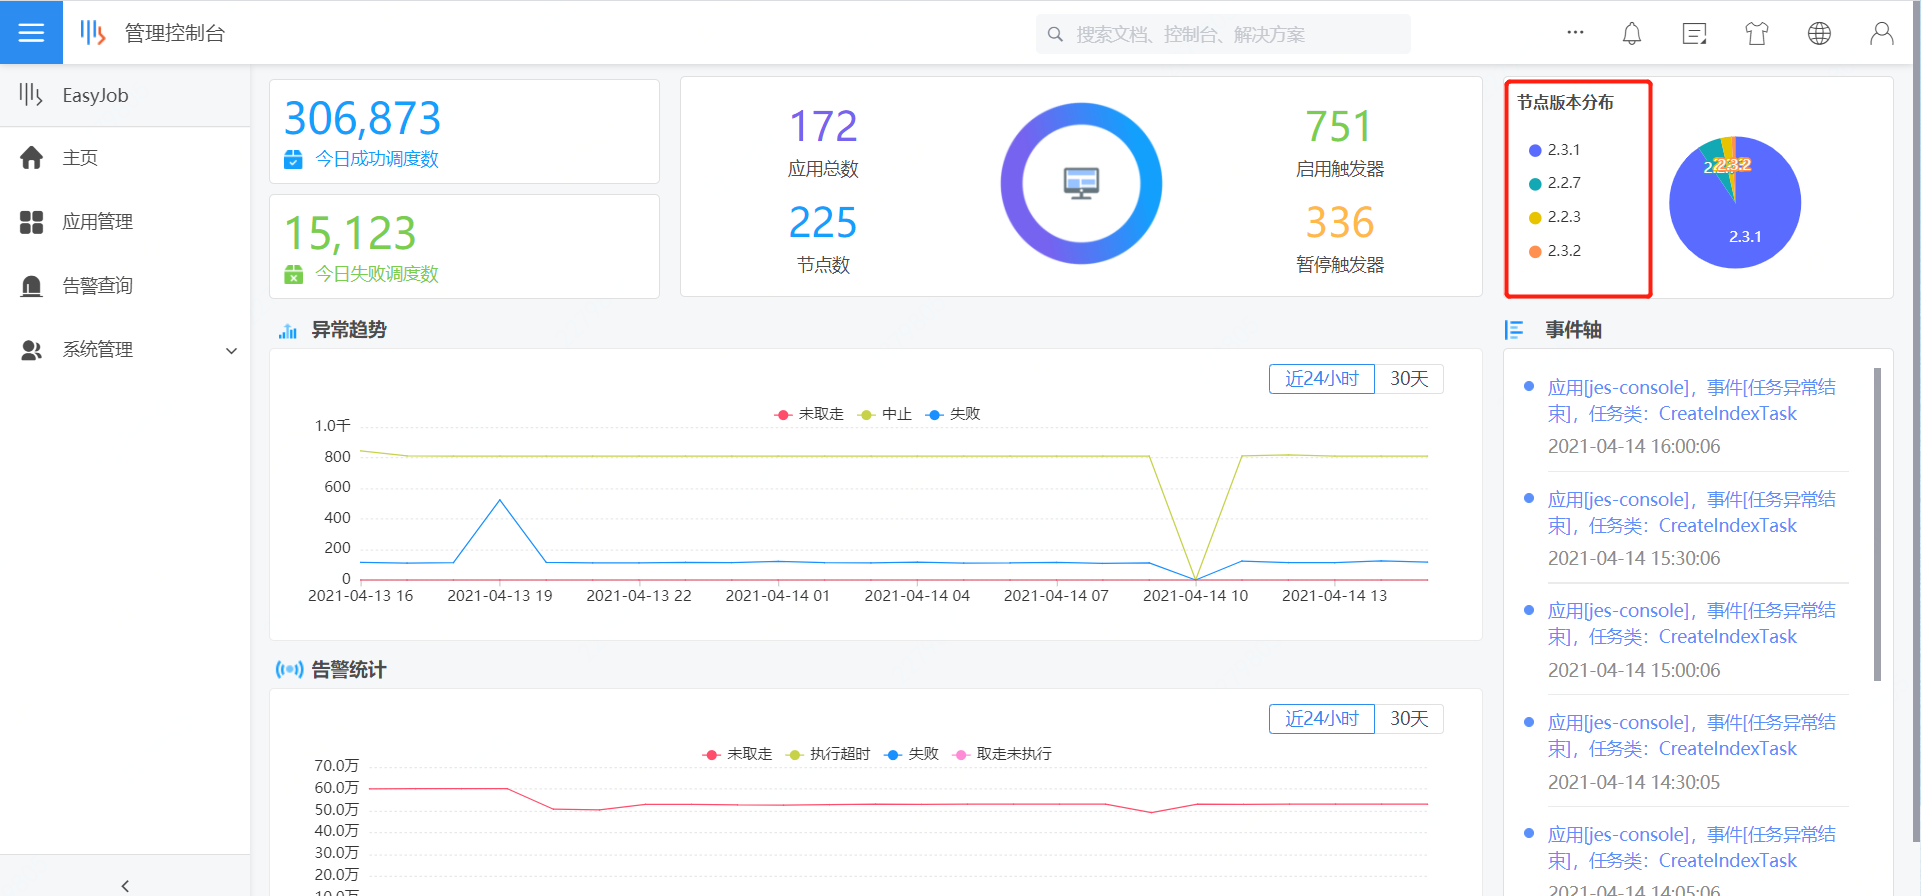 管理控制台
搜索文档、控制台、解决方案
EasyJob
主页
应用管理
告警查询
系统管理
306,873
今日成功调度数
15,123
今日失败调度数
172
应用总数
225
节点数
751
启用触发器
336
暂停触发器
节点版本分布
2.3.1
2.2.7
2.2.3
2.3.2
2.3.2
2.3.1
异常趋势
近24小时 30天
未取走 中止 失败
1.0千
800
600
400
200
0
2021-04-13 16 2021-04-13 19 2021-04-13 22 2021-04-14 01 2021-04-14 04 2021-04-14 07 2021-04-14 10 2021-04-14 13
告警统计
近24小时 30天
未取走 执行超时 失败 取走未执行
70.0万
60.0万
50.0万
40.0万
30.0万
20.0万
10.0万
事件轴
应用[jes-console]，事件[任务异常结
束]，任务类：CreateIndexTask
2021-04-14 16:00:06
应用[jes-console]，事件[任务异常结
束]，任务类：CreateIndexTask
2021-04-14 15:30:06
应用[jes-console]，事件[任务异常结
束]，任务类：CreateIndexTask
2021-04-14 15:00:06
应用[jes-console]，事件[任务异常结
束]，任务类：CreateIndexTask
2021-04-14 14:30:05
应用[jes-console]，事件[任务异常结
束]，任务类：CreateIndexTask
2021-04-14 14:05:06